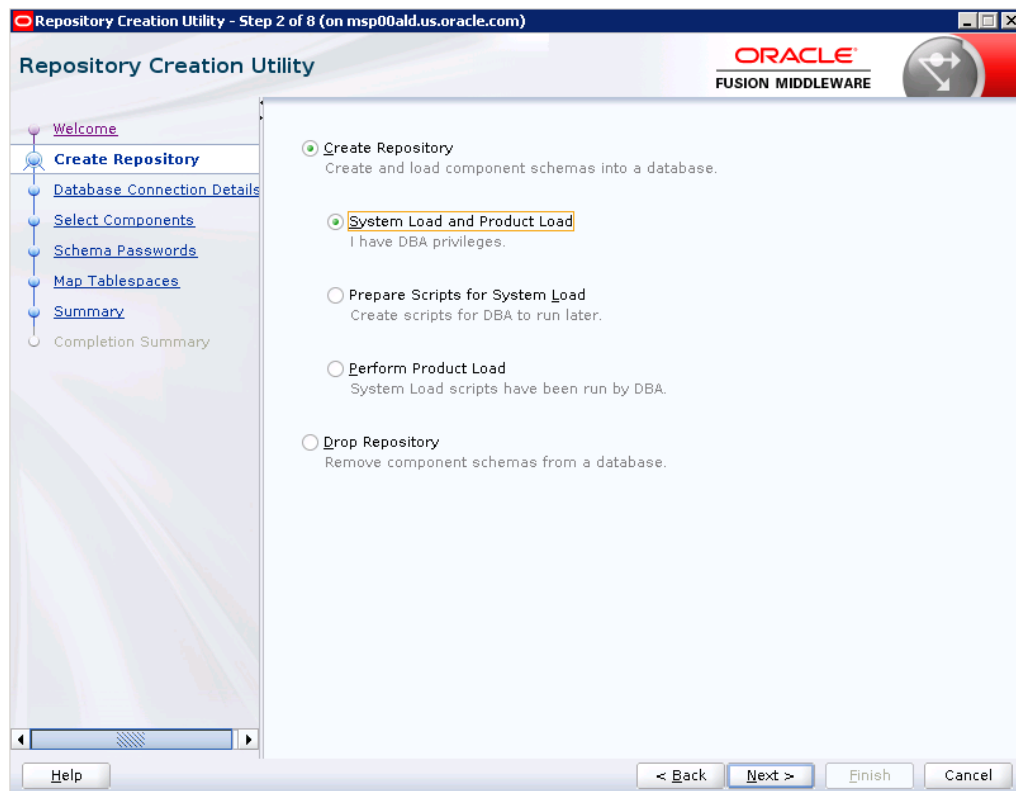 Repository Creation Utility - Step 2 of 8 (on msp00ald.us.oracle.com)
Repository Creation Utility
ORACLE
FUSION MIDDLEWARE
Welcome
Create Repository
Database Connection Details
Select Components
Schema Passwords
Map Tablespaces
Summary
Completion Summary
Create Repository
Create and load component schemas into a database.
System Load and Product Load
I have DBA privileges.
Prepare Scripts for System Load
Create scripts for DBA to run later.
Perform Product Load
System Load scripts have been run by DBA.
Drop Repository
Remove component schemas from a database.
Help
< Back
Next >
Finish
Cancel